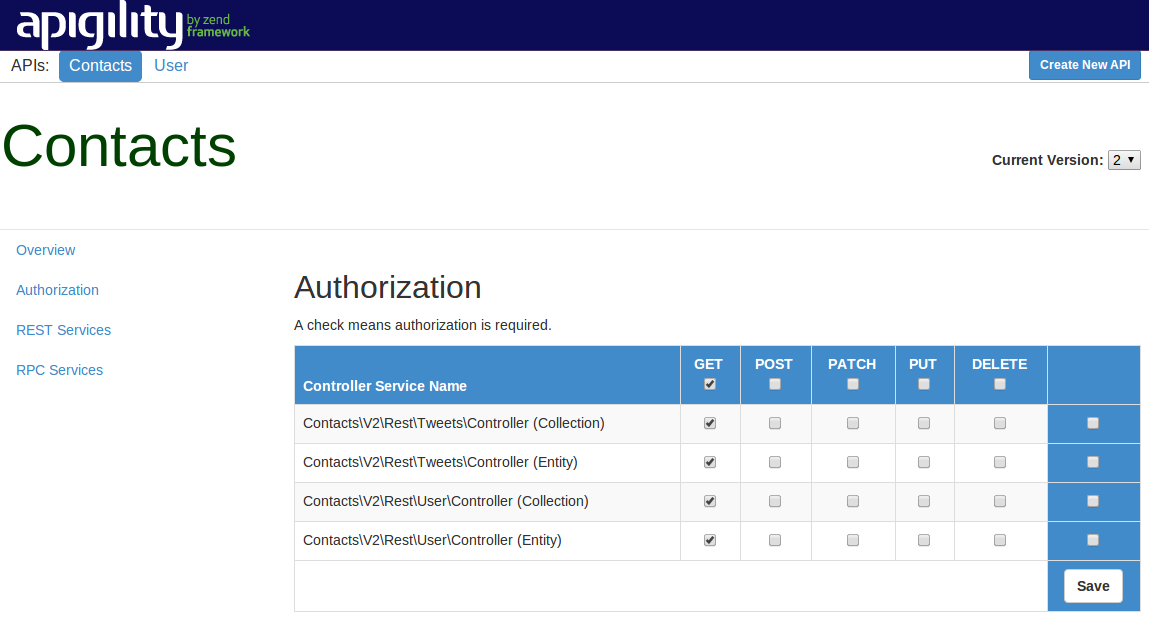 apigility by zend framework
APIs: Contacts User Create New API
Contacts
Current Version: 2
Overview
Authorization
REST Services
RPC Services
Authorization
A check means authorization is required.
Controller Service Name GET POST PATCH PUT DELETE
Contacts\V2\Rest\Tweets\Controller (Collection)
Contacts\V2\Rest\Tweets\Controller (Entity)
Contacts\V2\Rest\User\Controller (Collection)
Contacts\V2\Rest\User\Controller (Entity)
Save